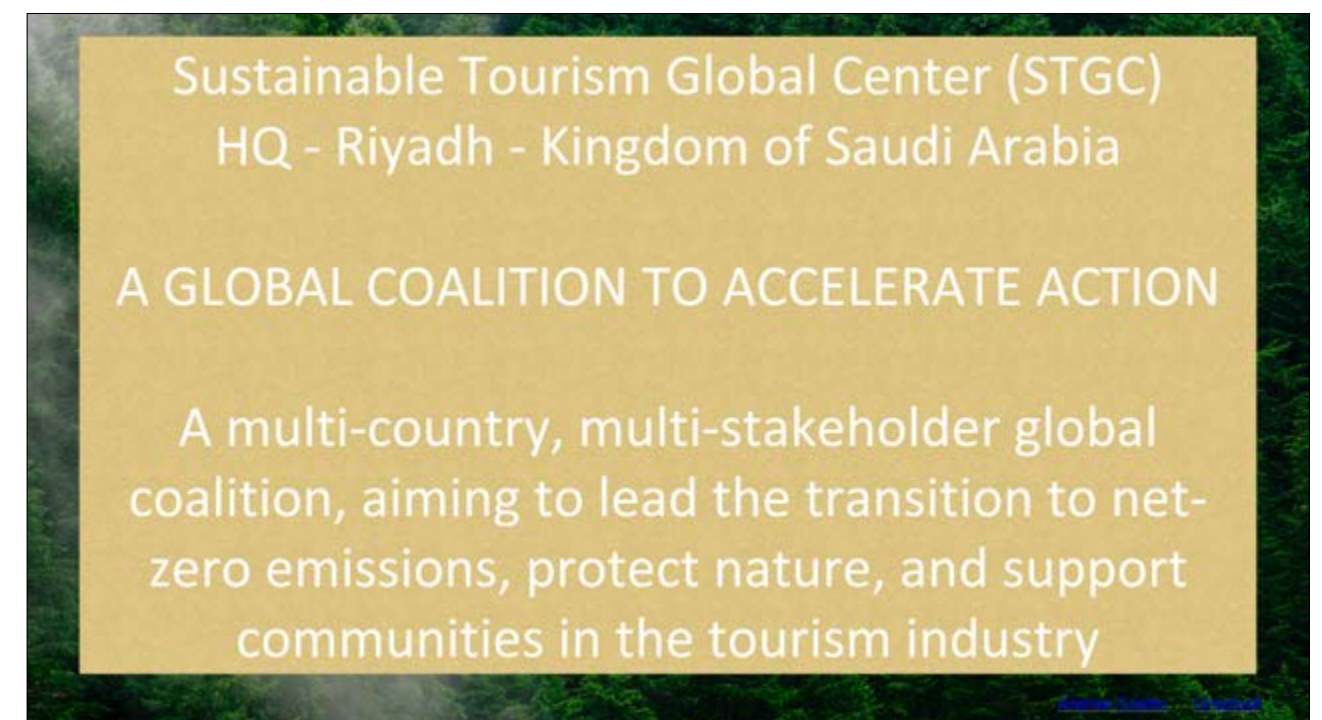 Sustainable Tourism Global Center (STGC)
HQ - Riyadh - Kingdom of Saudi Arabia
A GLOBAL COALITION TO ACCELERATE ACTION
A multi-country, multi-stakeholder global
coalition, aiming to lead the transition to net-
zero emissions, protect nature, and support
communities in the tourism industry